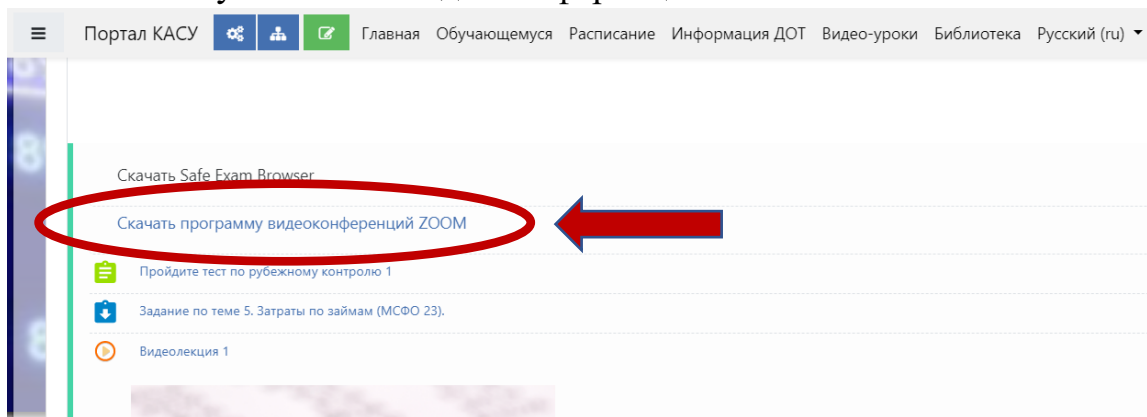 Портал КАСУ Главная Обучающемуся Расписание Информация ДОТ Видео-уроки Библиотека Русский (ru)
Скачать Safe Exam Browser
Скачать программу видеоконференций ZOOM
Пройдите тест по рубежному контролю 1
Задание по теме 5. Затраты по займам (МСФО 23).
Видеолекция 1